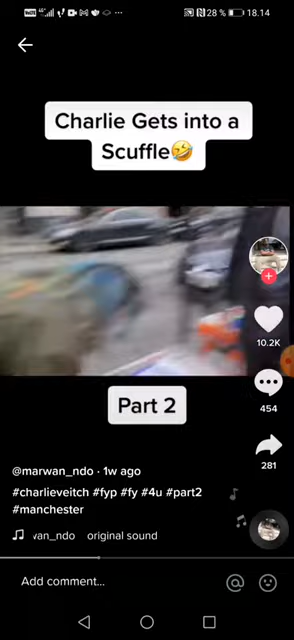 28 % 18.14
Charlie Gets into a
Scuffle🤣
10.2K
454
281
Part 2
@marwan_ndo · 1w ago
#charlieveitch #fyp #fy #4u #part2
#manchester
van_ndo original sound
Add comment...